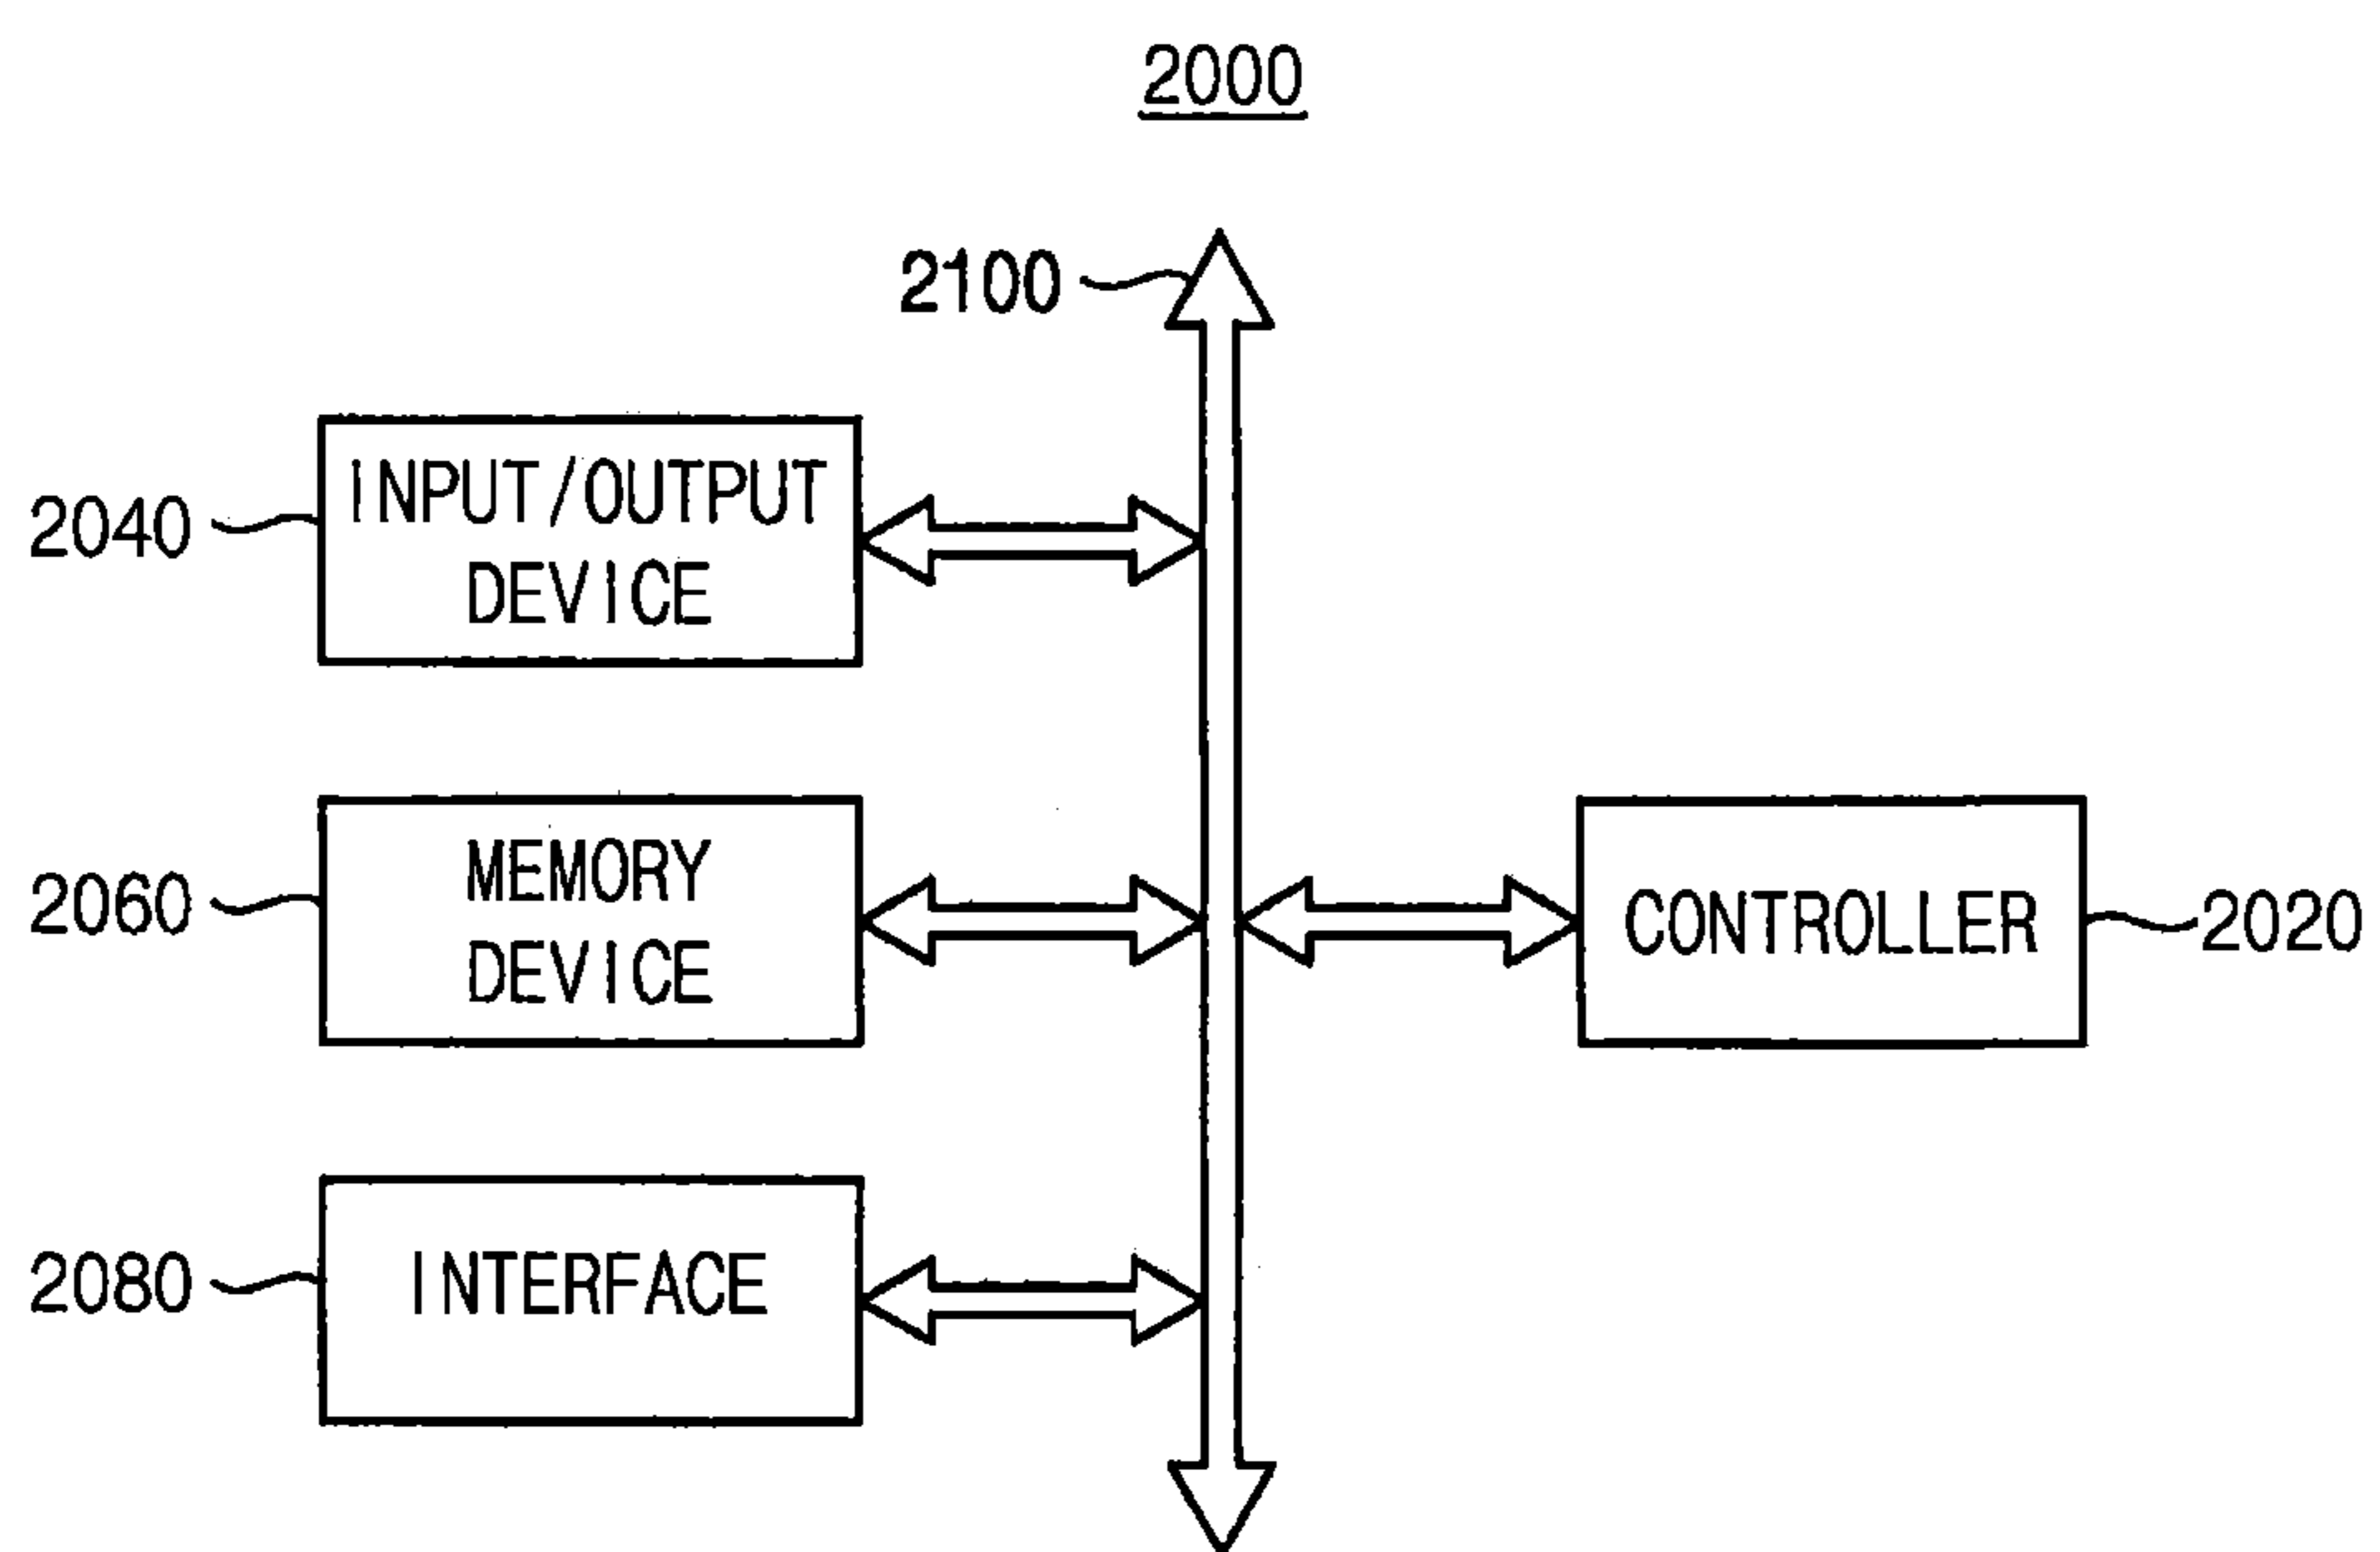 2000
2100
2040
INPUT/OUTPUT
DEVICE
2060
MEMORY
DEVICE
CONTROLLER
2020
2080
INTERFACE